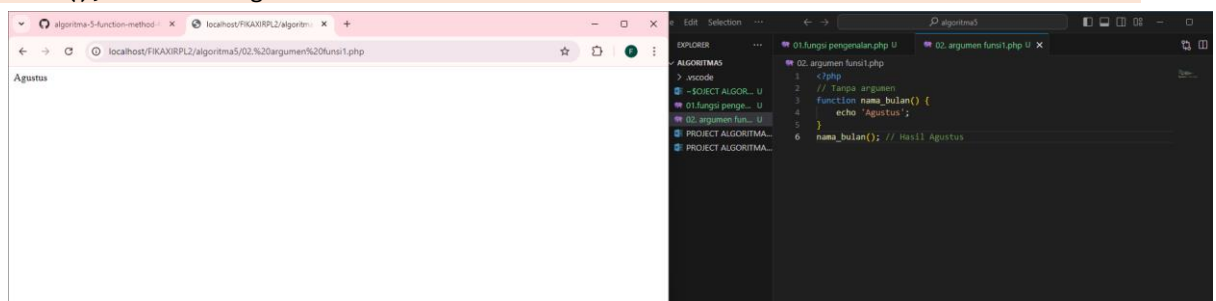 algoritma-5-function-method-
localhost/FIKAXIRPL2/algoritm
localhost/FIKAXIRPL2/algoritma5/02.%20argumen%20funsi1.php
F
Agustus
Edit Selection ...
algoritma5
EXPLORER ...
ALGORITMA5
.vscode
~$OJECT ALGOR... U
01.fungsi penge... U
02. argumen fun... U
PROJECT ALGORITMA...
PROJECT ALGORITMA...
01.fungsi pengenalan.php U
02. argumen funsi1.php U
02. argumen funsi1.php
1 <?php
2 // Tanpa argumen
3 function nama_bulan() {
4 echo 'Agustus';
5 }
6 nama_bulan(); // Hasil Agustus